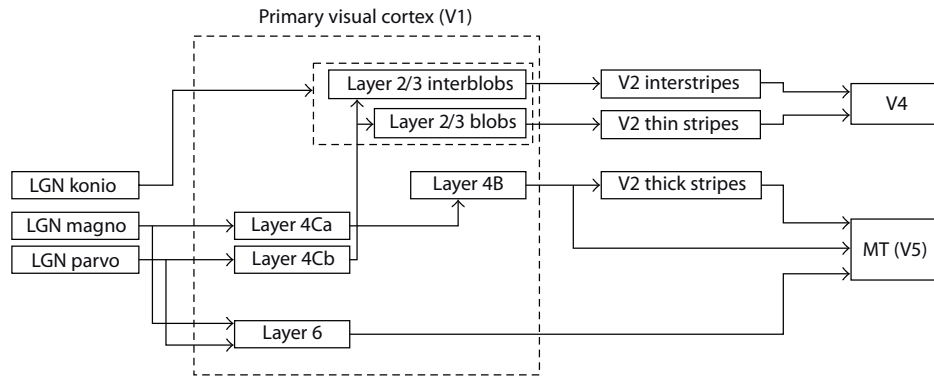 Primary visual cortex (V1)
Layer 2/3 interblobs
V2 interstripes
V4
Layer 2/3 blobs
V2 thin stripes
LGN konio
Layer 4B
V2 thick stripes
LGN magno
Layer 4Ca
MT (V5)
LGN parvo
Layer 4Cb
Layer 6